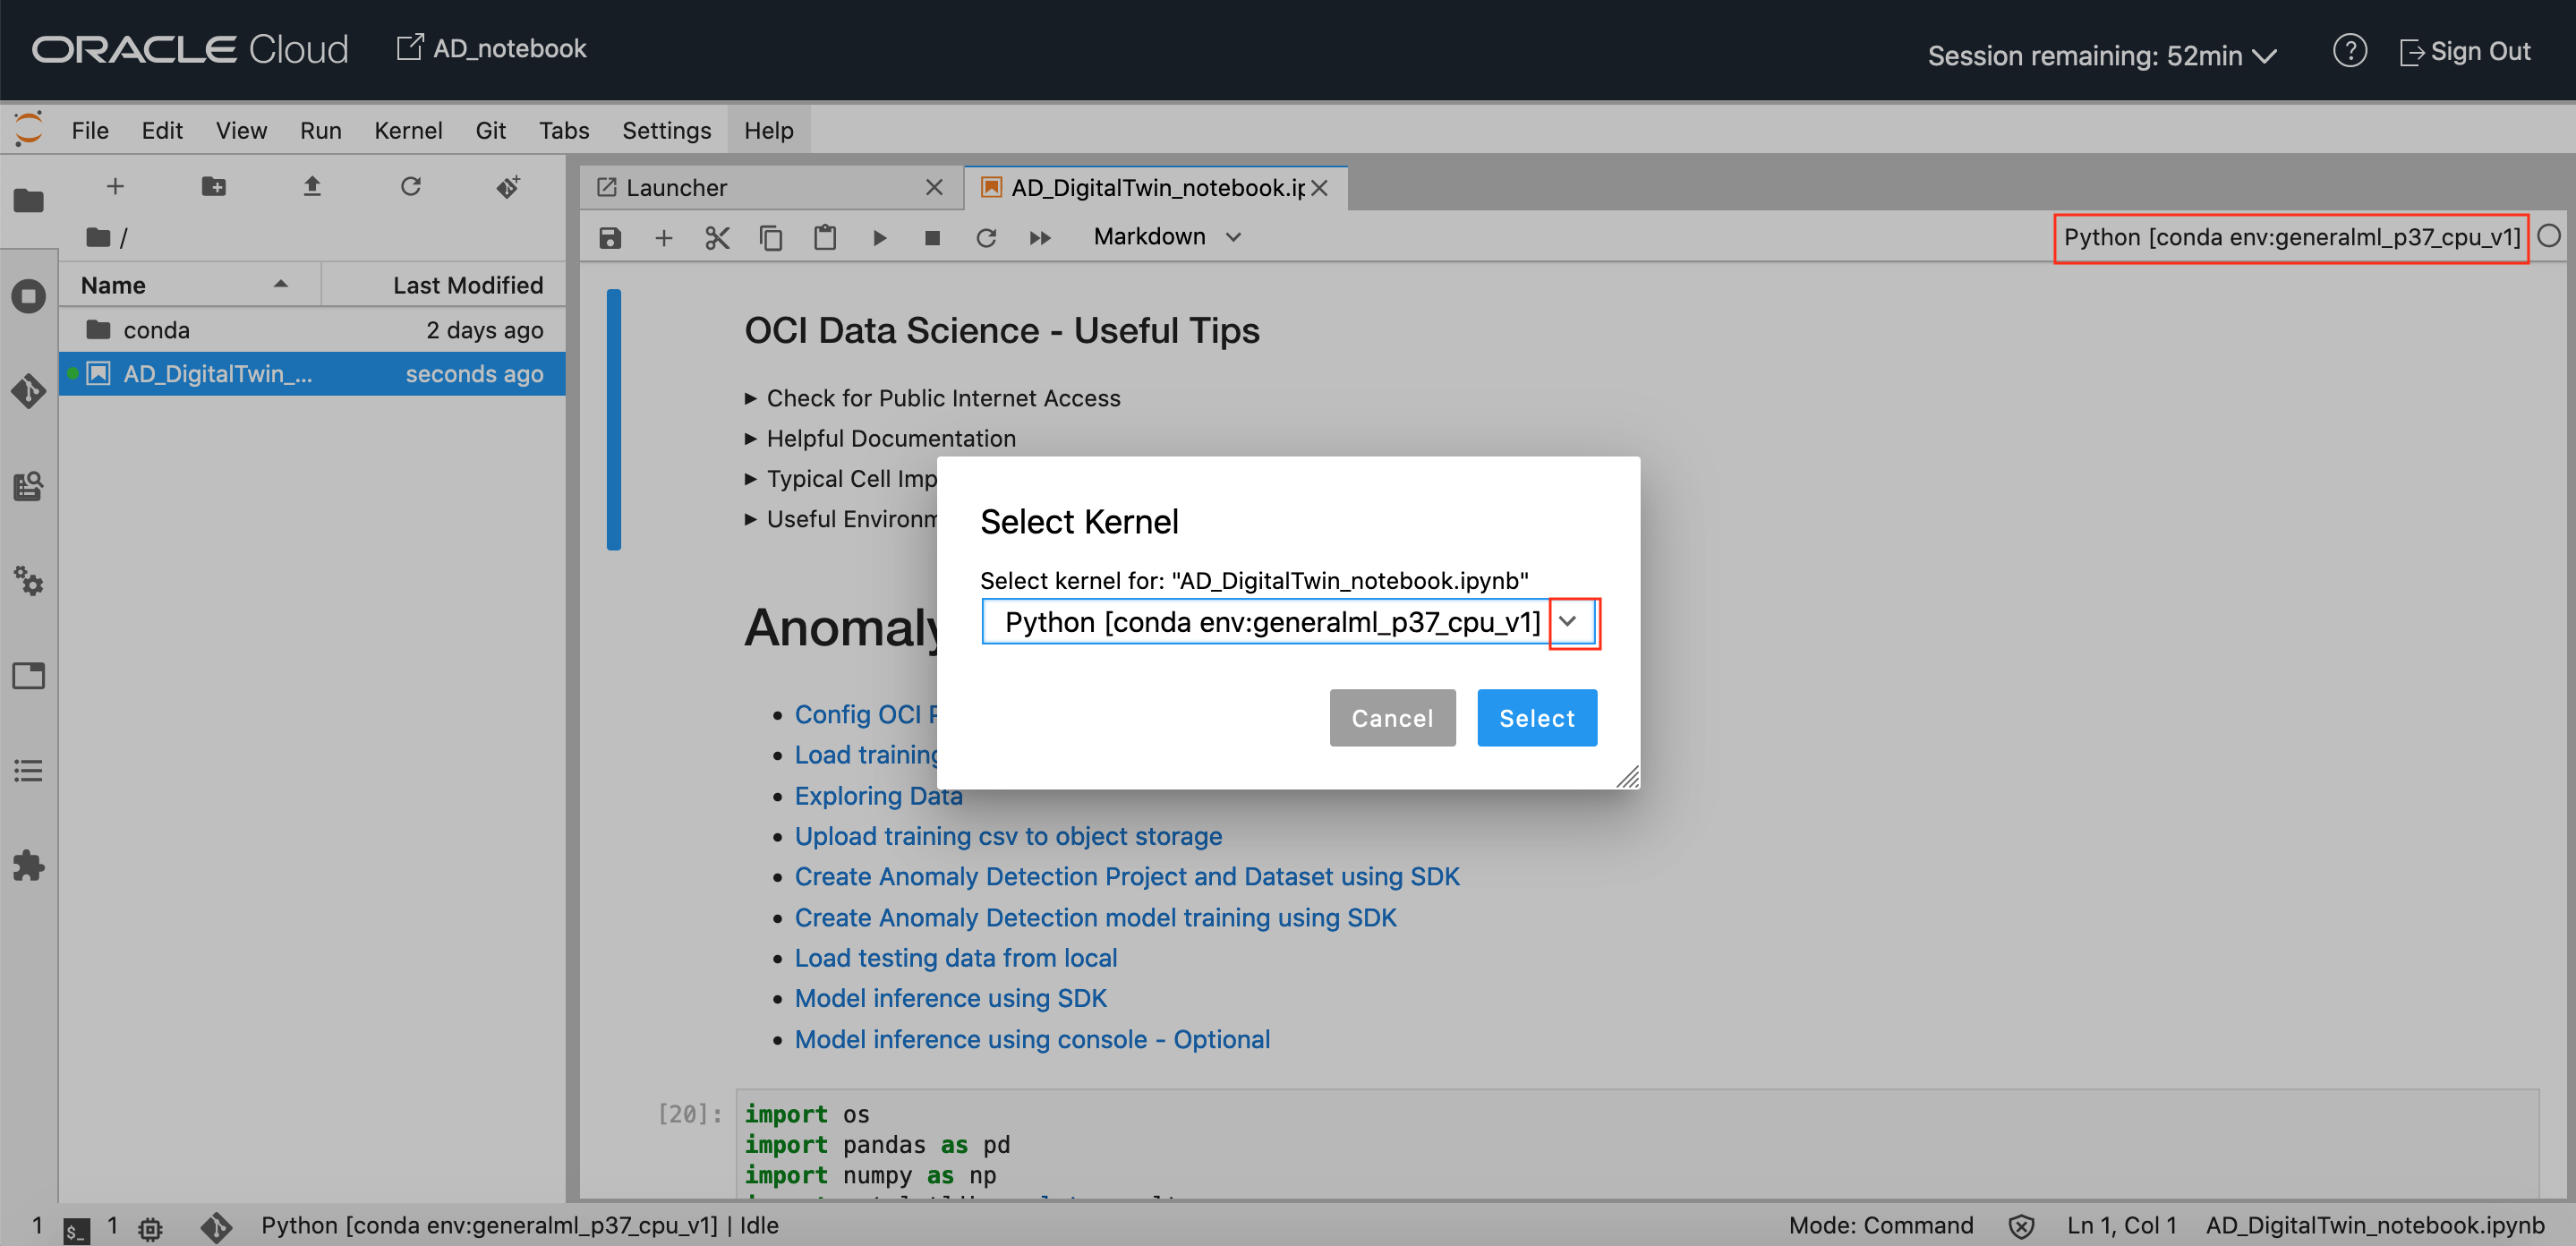 ORACLE Cloud
AD_notebook
Session remaining: 52min
?
Sign Out
File Edit View Run Kernel Git Tabs Settings Help
Launcher
AD_DigitalTwin_notebook.ip
/
Markdown
Python [conda env:generalml_p37_cpu_v1]
Name Last Modified
conda 2 days ago
AD_DigitalTwin_... seconds ago
OCI Data Science - Useful Tips
Check for Public Internet Access
Helpful Documentation
Typical Cell Imp
Useful Environm
Select Kernel
Select kernel for: "AD_DigitalTwin_notebook.ipynb"
Python [conda env:generalml_p37_cpu_v1]
Cancel Select
Anomaly
Config OCI
Load training
Exploring Data
Upload training csv to object storage
Create Anomaly Detection Project and Dataset using SDK
Create Anomaly Detection model training using SDK
Load testing data from local
Model inference using SDK
Model inference using console - Optional
[20]:
import os
import pandas as pd
import numpy as np
1 $_ 1 Python [conda env:generalml_p37_cpu_v1] | Idle
Mode: Command Ln 1, Col 1 AD_DigitalTwin_notebook.ipynb